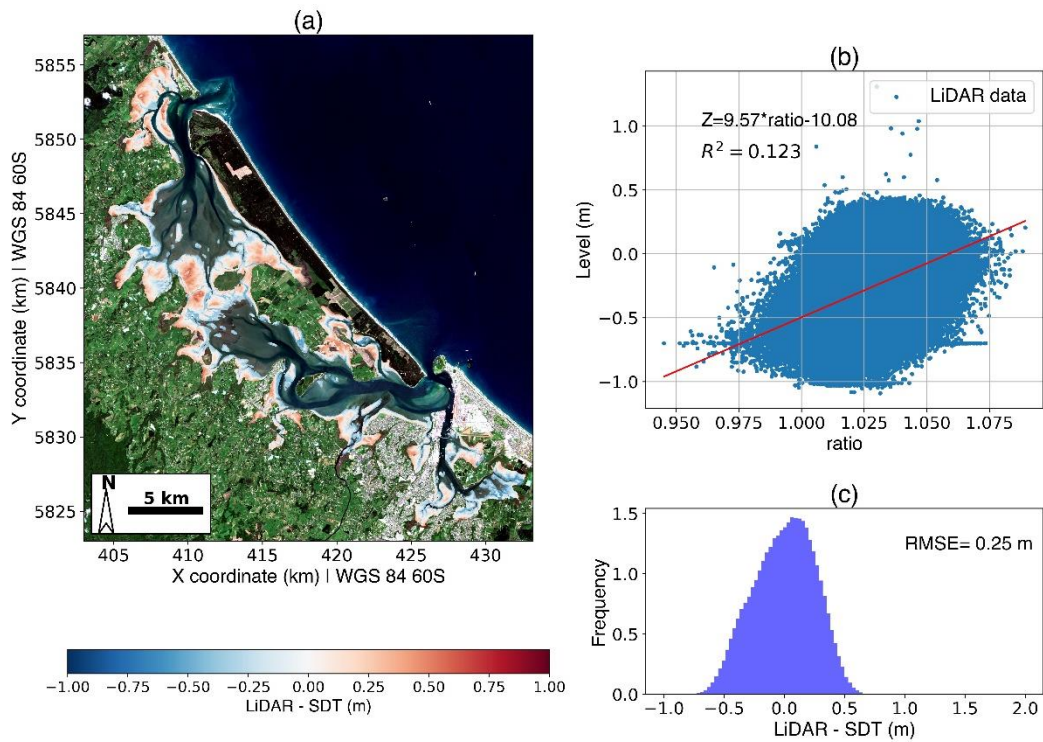 (a)
5855
5850
5845
5840
5835
5830
5825
Y coordinate (km) | WGS 84 60S
N
5 km
405 410 415 420 425 430
X coordinate (km) | WGS 84 60S
−1.00 −0.75 −0.50 −0.25 0.00 0.25 0.50 0.75 1.00
LiDAR - SDT (m)
(b)
LiDAR data
Z=9.57*ratio-10.08
R² = 0.123
1.0
0.5
0.0
−0.5
−1.0
Level (m)
0.950 0.975 1.000 1.025 1.050 1.075
ratio
(c)
1.5
1.0
0.5
0.0
Frequency
RMSE= 0.25 m
−1.0 −0.5 0.0 0.5 1.0 1.5 2.0
LiDAR - SDT (m)